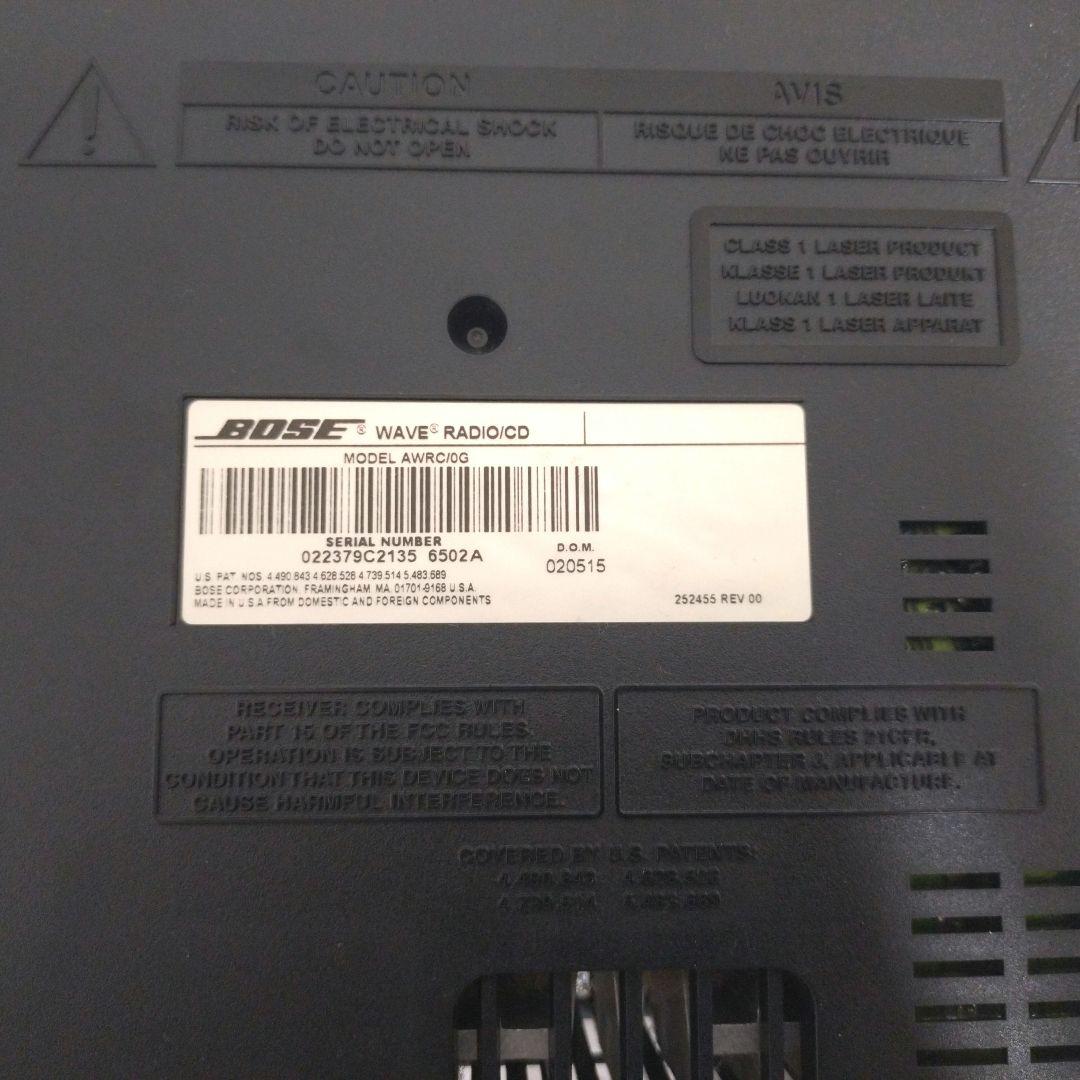 CAUTION
RISK OF ELECTRICAL SHOCK
DO NOT OPEN
AVIS
RISQUE DE CHOC ELECTRIQUE
NE PAS OUVRIR
CLASS 1 LASER PRODUCT
KLASSE 1 LASER PRODUKT
LUOKAN 1 LASER LAITE
KLASS 1 LASER APPARAT
BOSE® WAVE® RADIO/CD
MODEL AWRC/0G
SERIAL NUMBER
022379C2135 6502A
D.O.M.
020515
U.S. PAT. NOS. 4,490,843 4,628,528 4,739,514 5,483,689
BOSE CORPORATION, FRAMINGHAM, MA 01701-9168 U.S.A.
MADE IN U.S.A FROM DOMESTIC AND FOREIGN COMPONENTS
252455 REV 00
RECEIVER COMPLIES WITH
PART 15 OF THE FCC RULES.
OPERATION IS SUBJECT TO THE
CONDITION THAT THIS DEVICE DOES NOT
CAUSE HARMFUL INTERFERENCE.
PRODUCT COMPLIES WITH
DHHS RULES 21CFR,
SUBCHAPTER J, APPLICABLE AT
DATE OF MANUFACTURE.
COVERED BY U.S. PATENTS:
4,490,843